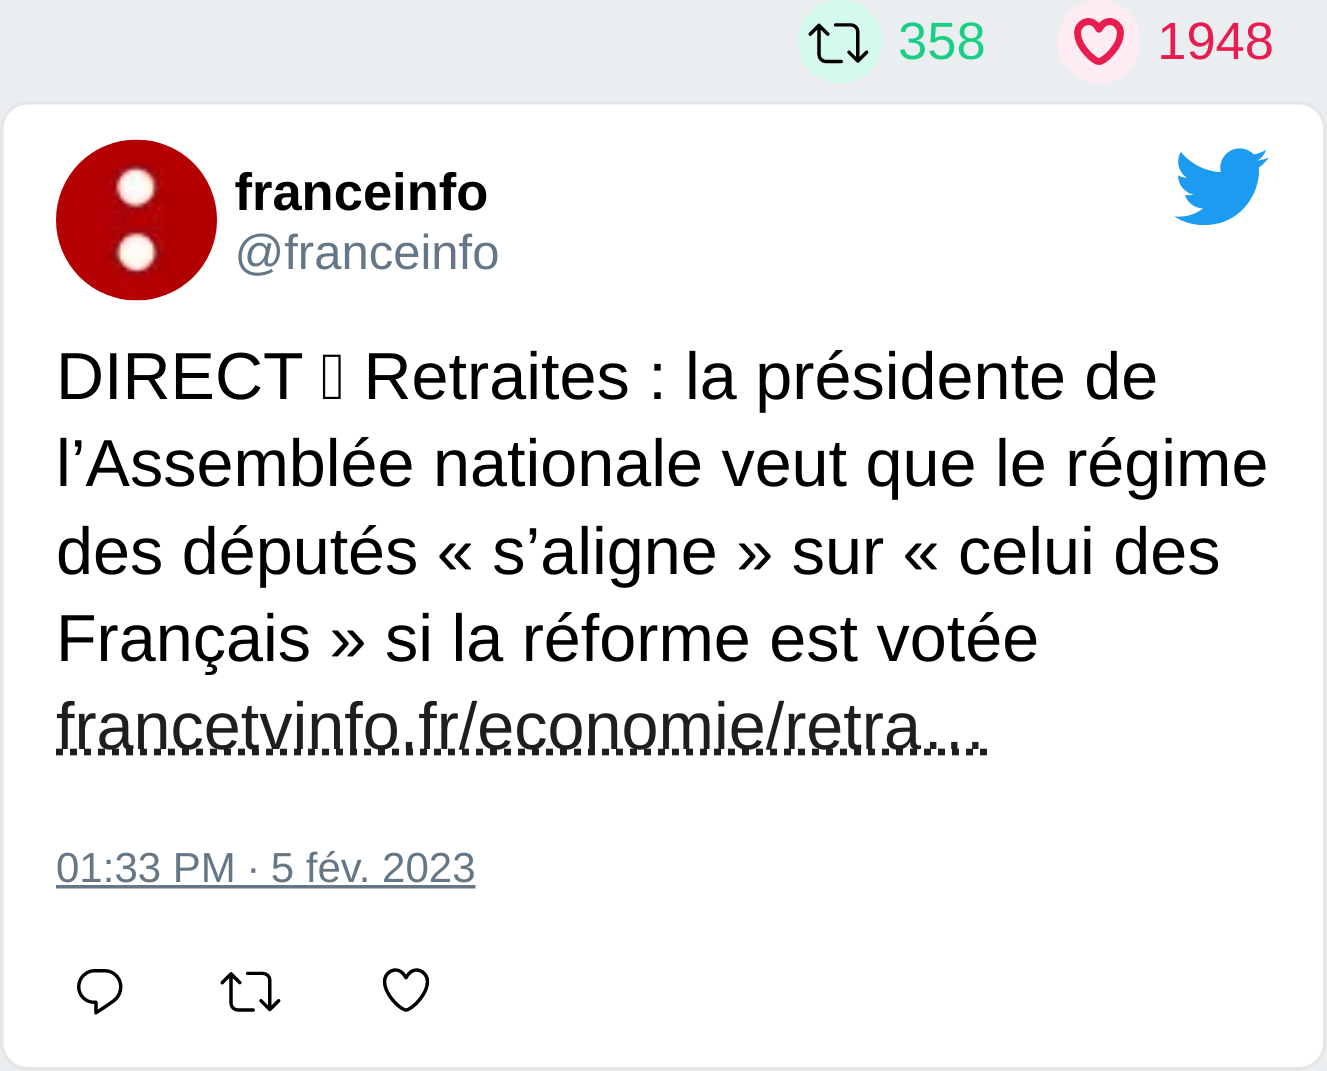 358 1948
franceinfo
@franceinfo
DIRECT Retraites : la présidente de
l’Assemblée nationale veut que le régime
des députés « s’aligne » sur « celui des
Français » si la réforme est votée
francetvinfo.fr/economie/retra…
01:33 PM · 5 fév. 2023